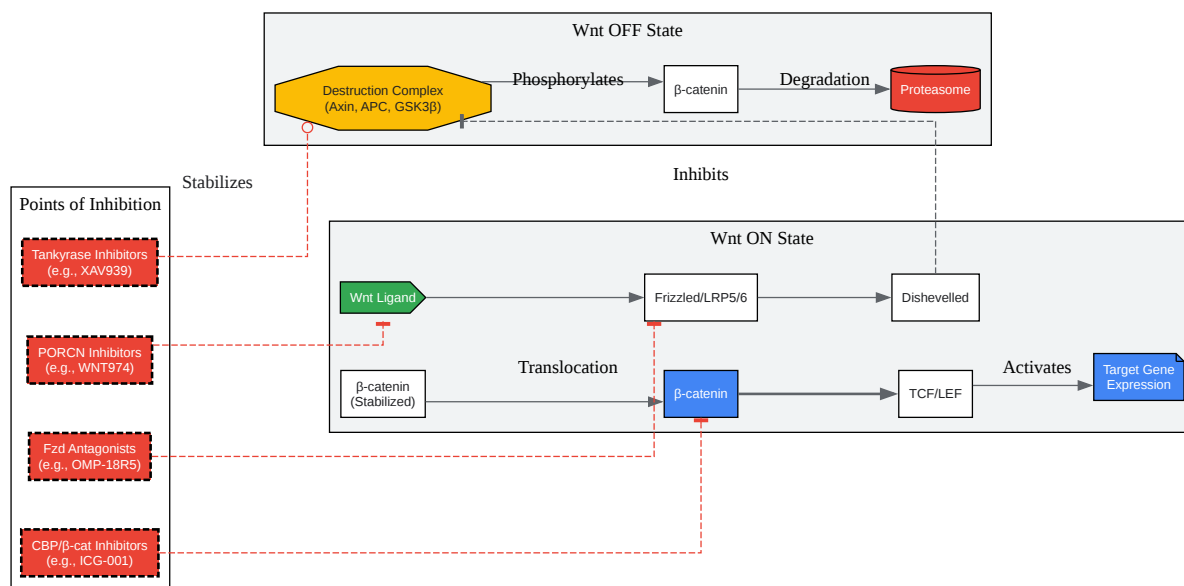 Wnt OFF State
Destruction Complex
(Axin, APC, GSK3β)
Phosphorylates
β-catenin
Degradation
Proteasome
Stabilizes
Inhibits
Points of Inhibition
Tankyrase Inhibitors
(e.g., XAV939)
PORCN Inhibitors
(e.g., WNT974)
Fzd Antagonists
(e.g., OMP-18R5)
CBP/β-cat Inhibitors
(e.g., ICG-001)
Wnt ON State
Wnt Ligand
Frizzled/LRP5/6
Dishevelled
β-catenin
(Stabilized)
Translocation
β-catenin
TCF/LEF
Activates
Target Gene
Expression